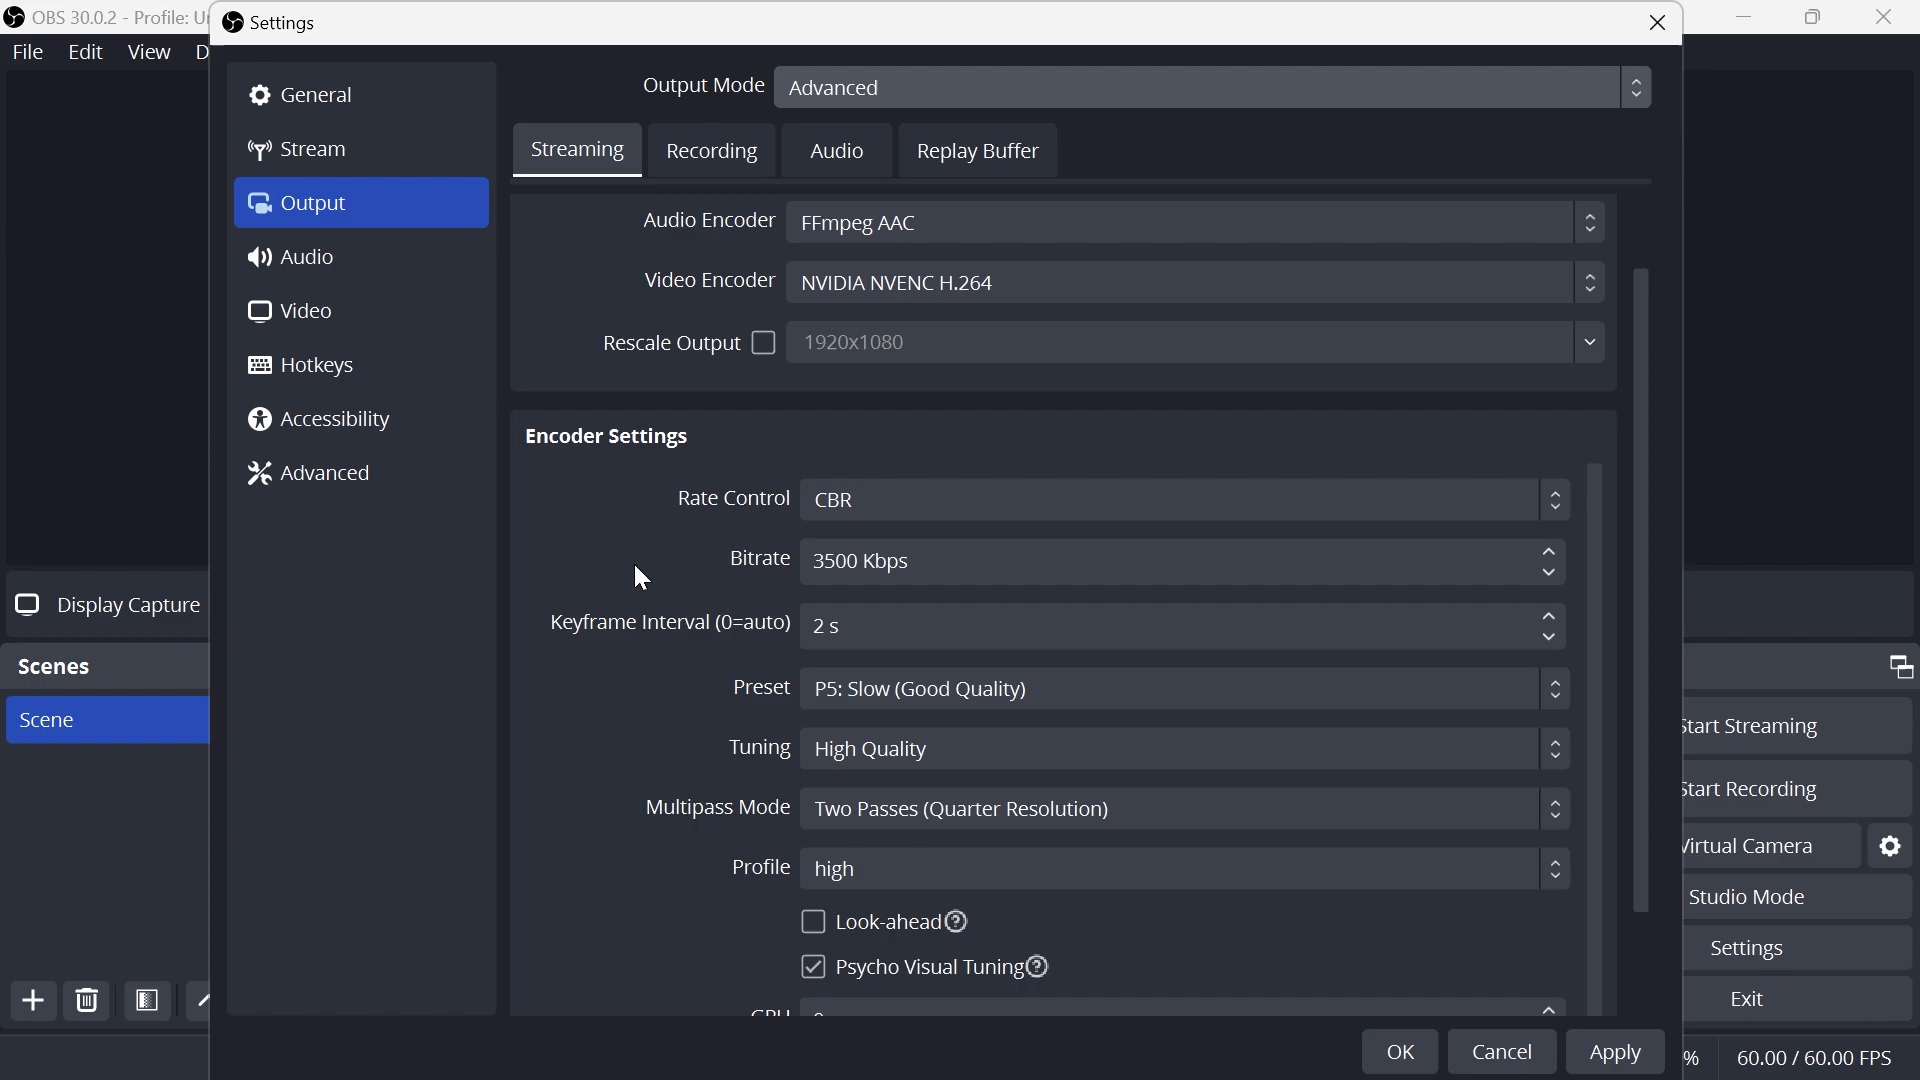 OBS 30.0.2 - Profile:
Settings
File Edit View
General
Stream
Output
Audio
Video
Hotkeys
Accessibility
Advanced
Output Mode Advanced
Streaming Recording Audio Replay Buffer
Audio Encoder FFmpeg AAC
Video Encoder NVIDIA NVENC H.264
Rescale Output 1920x1080
Encoder Settings
Rate Control CBR
Bitrate 3500 Kbps
Keyframe Interval (0=auto) 2 s
Preset P5: Slow (Good Quality)
Tuning High Quality
Multipass Mode Two Passes (Quarter Resolution)
Profile high
Look-ahead
Psycho Visual Tuning
OK Cancel Apply
Display Capture
Scenes
Scene
Start Streaming
Start Recording
Virtual Camera
Studio Mode
Settings
Exit
% 60.00 / 60.00 FPS